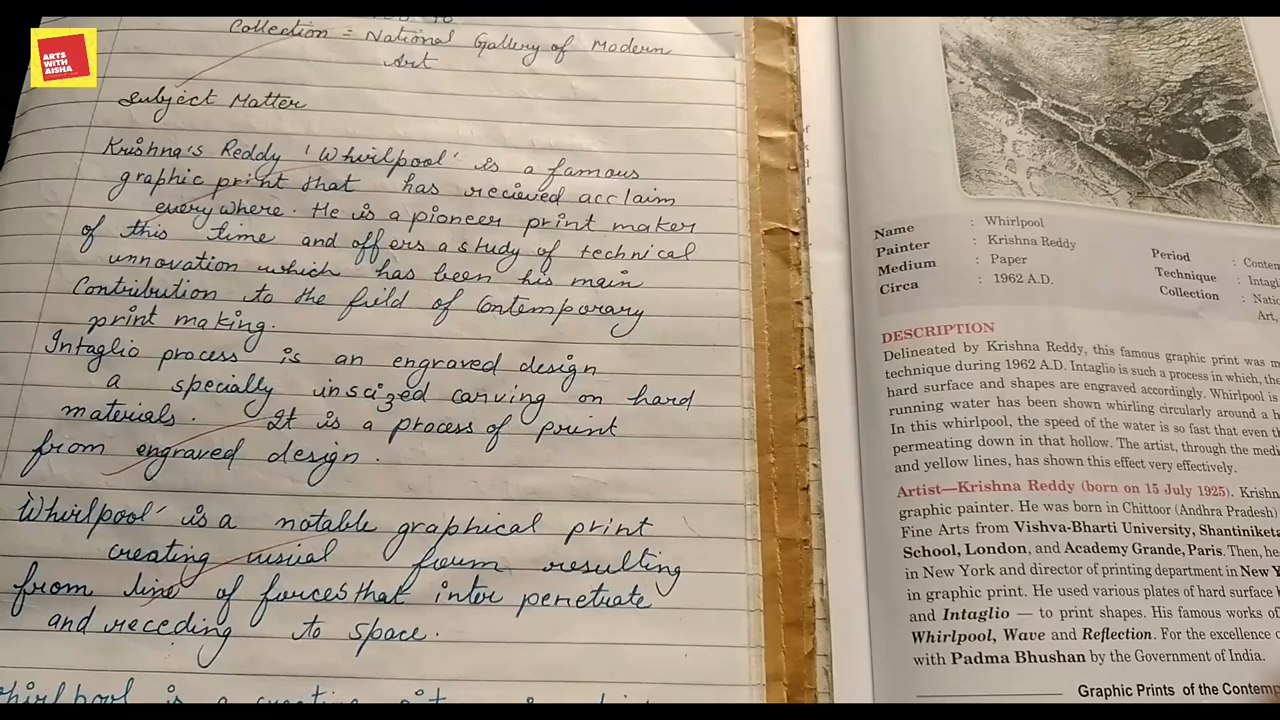 ARTS
WITH
AISHA
Collection = National Gallery of Modern
Art
Subject Matter
Krishna's Reddy 'Whirlpool' is a famous
graphic print that has recieved acclaim
everywhere. He is a pioneer print maker
of this time and offers a study of technical
unnovation which has been his main
Contribution to the field of Contemporary
print making.
Intaglio process is an engraved design
a specially inscized carving on hard
materials. It is a process of print
from engraved design.
'Whirlpool' is a notable graphical print
creating visual foum resulting
from line of forces that inter penetrate
and receding to space.
Name : Whirlpool
Painter : Krishna Reddy
Medium : Paper
Circa : 1962 A.D.
Period : Contem
Technique : Intagli
Collection : Natio
Art,
DESCRIPTION
Delineated by Krishna Reddy, this famous graphic print was m
technique during 1962 A.D. Intaglio is such a process in which, the
hard surface and shapes are engraved accordingly. Whirlpool is
running water has been shown whirling circularly around a h
In this whirlpool, the speed of the water is so fast that even th
permeating down in that hollow. The artist, through the medi
and yellow lines, has shown this effect very effectively.
Artist—Krishna Reddy (born on 15 July 1925). Krishn
graphic painter. He was born in Chittoor (Andhra Pradesh)
Fine Arts from Vishva-Bharti University, Shantiniketa
School, London, and Academy Grande, Paris. Then, he
in New York and director of printing department in New Y
in graphic print. He used various plates of hard surface
and Intaglio — to print shapes. His famous works of
Whirlpool, Wave and Reflection. For the excellence
with Padma Bhushan by the Government of India.
Graphic Prints of the Contemp